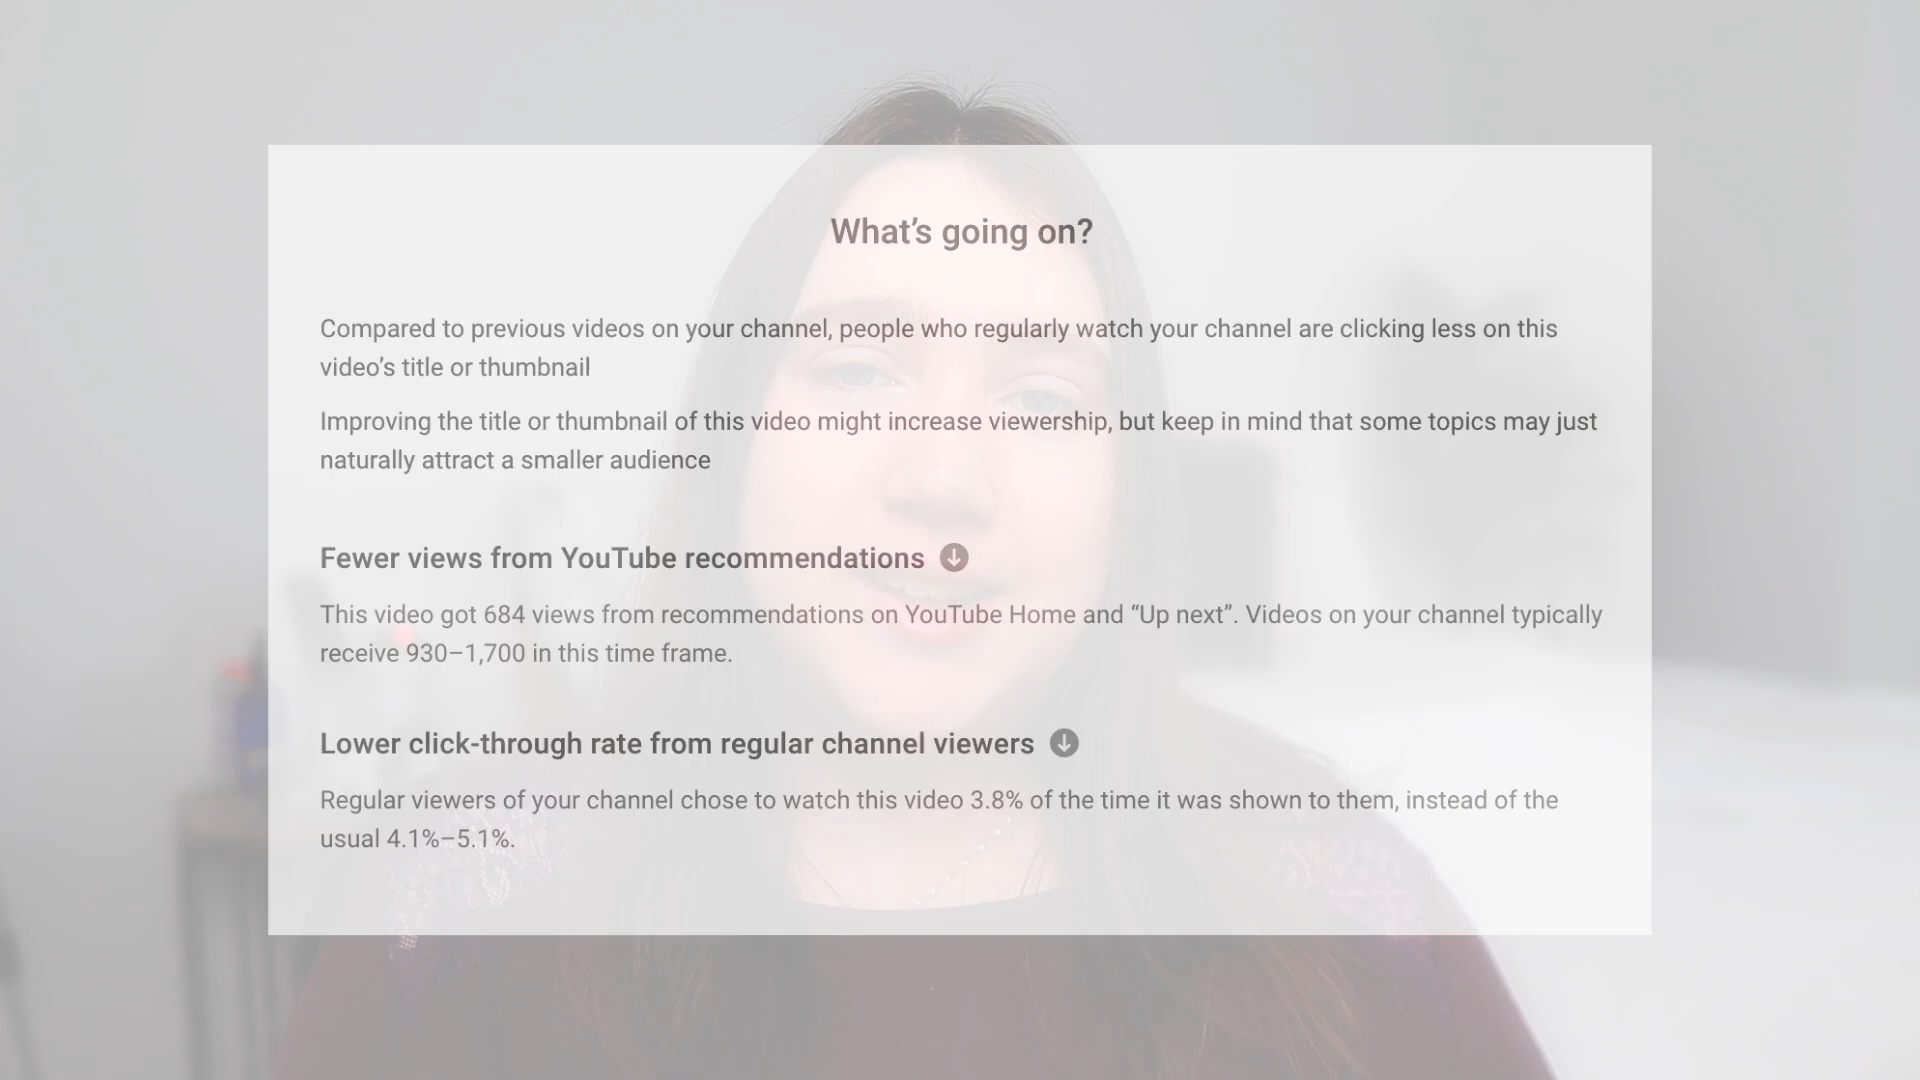 What’s going on?
Compared to previous videos on your channel, people who regularly watch your channel are clicking less on this
video’s title or thumbnail
Improving the title or thumbnail of this video might increase viewership, but keep in mind that some topics may just
naturally attract a smaller audience
Fewer views from YouTube recommendations
This video got 684 views from recommendations on YouTube Home and “Up next”. Videos on your channel typically
receive 930–1,700 in this time frame.
Lower click-through rate from regular channel viewers
Regular viewers of your channel chose to watch this video 3.8% of the time it was shown to them, instead of the
usual 4.1%–5.1%.